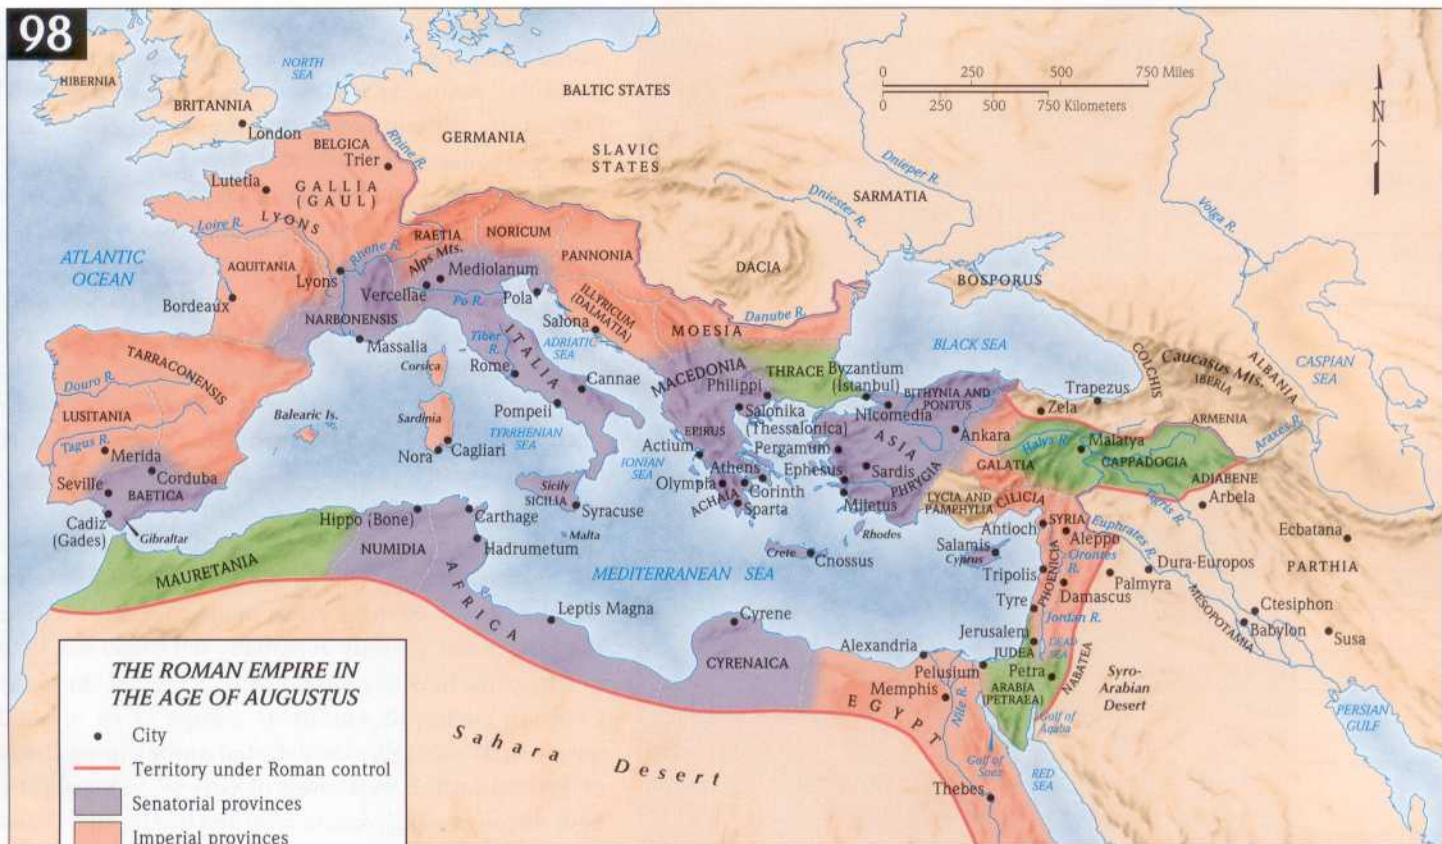 98
HIBERNIA
NORTH
SEA
BRITANNIA
London
BALTIC STATES
GERMANIA
SLAVIC
STATES
0 250 500 750 Miles
0 250 500 750 Kilometers
N
BELGICA
Trier
Rhine R.
Lutetia
GALLIA
(GAUL)
LYONS
Loire R.
Dnieper R.
Dniester R.
SARMATIA
Volga R.
ATLANTIC
OCEAN
AQUITANIA
Lyons
Rhone R.
RAETIA
NORICUM
Alps Mts.
PANNONIA
Mediolanum
Vercellae
Po R.
Pola
DACIA
BOSPORUS
Bordeaux
NARBONENSIS
Massalia
ILLYRICUM
(DALMATIA)
Salona
ADRIATIC
SEA
MOESIA
Danube R.
BLACK SEA
COLCHIS
Caucasus Mts.
IBERIA
ALBANIA
CASPIAN
SEA
TARRACONENSIS
Douro R.
LUSITANIA
Tagus R.
Merida
Corduba
Seville
BAETICA
Cadiz
(Gades)
Gibraltar
Balearic Is.
Corsica
Sardinia
Nora
Cagliari
Tiber
R.
Rome
ITALIA
Cannae
Pompeii
TYRRHENIAN
SEA
MACEDONIA
Philippi
THRACE
Byzantium
(Istanbul)
Salonika
(Thessalonica)
Nicomedia
BITHYNIA AND
PONTUS
Trapezus
Zela
ARMENIA
Araxes R.
EPIRUS
Actium
IONIAN
SEA
Pergamum
ASIA
Ankara
Halys R.
Malatya
CAPPADOCIA
Athens
Ephesus
Sardis
GALATIA
Olympia
Corinth
ACHAIA
Sparta
Miletus
PHRYGIA
LYCIA AND
PAMPHYLIA
CILICIA
ADIABENE
Arbela
Tigris R.
Sicily
SICILIA
Syracuse
Malta
Hippo (Bone)
Carthage
NUMIDIA
Hadrumetum
MAURETANIA
AFRICA
MEDITERRANEAN SEA
Crete
Cnossus
Rhodes
Antioch
SYRIA
Aleppo
Euphrates R.
Salamis
Cyprus
Orontes
R.
Ecbatana
Tripolis
PHOENICIA
Dura-Europos
PARTHIA
Palmyra
Damascus
Tyre
Jordan R.
MESOPOTAMIA
Ctesiphon
Babylon
Susa
Leptis Magna
Cyrene
CYRENAICA
Alexandria
Jerusalem
DEAD
SEA
JUDEA
Pelusium
Petra
NABATEA
Memphis
ARABIA
(PETRAEA)
Syro-
Arabian
Desert
EGYPT
Nile R.
Gulf of
Aqaba
PERSIAN
GULF
Gulf of
Suez
RED
SEA
Thebes
Sahara Desert
THE ROMAN EMPIRE IN
THE AGE OF AUGUSTUS
City
Territory under Roman control
Senatorial provinces
Imperial provinces